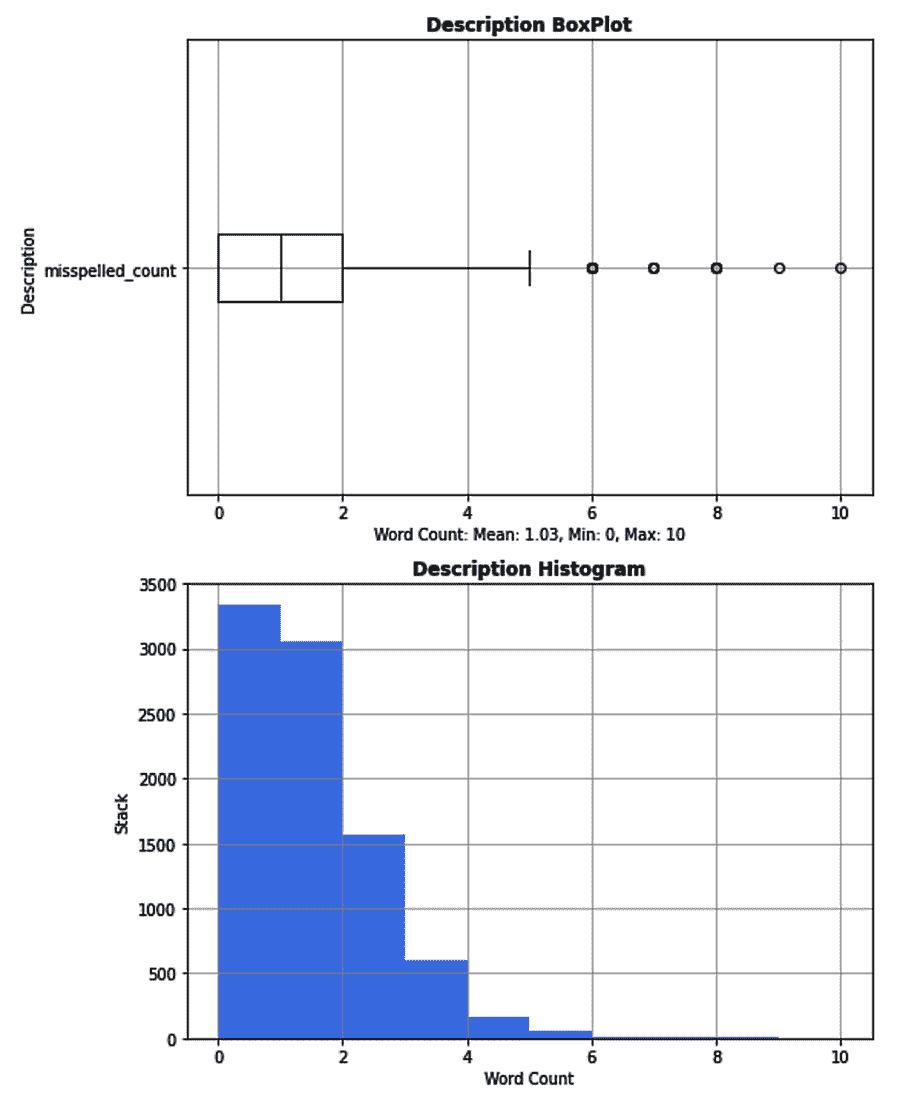 Description BoxPlot
Description
misspelled_count
0 2 4 6 8 10
Word Count: Mean: 1.03, Min: 0, Max: 10
Description Histogram
3500
3000
2500
2000
Stack
1500
1000
500
0
0 2 4 6 8 10
Word Count